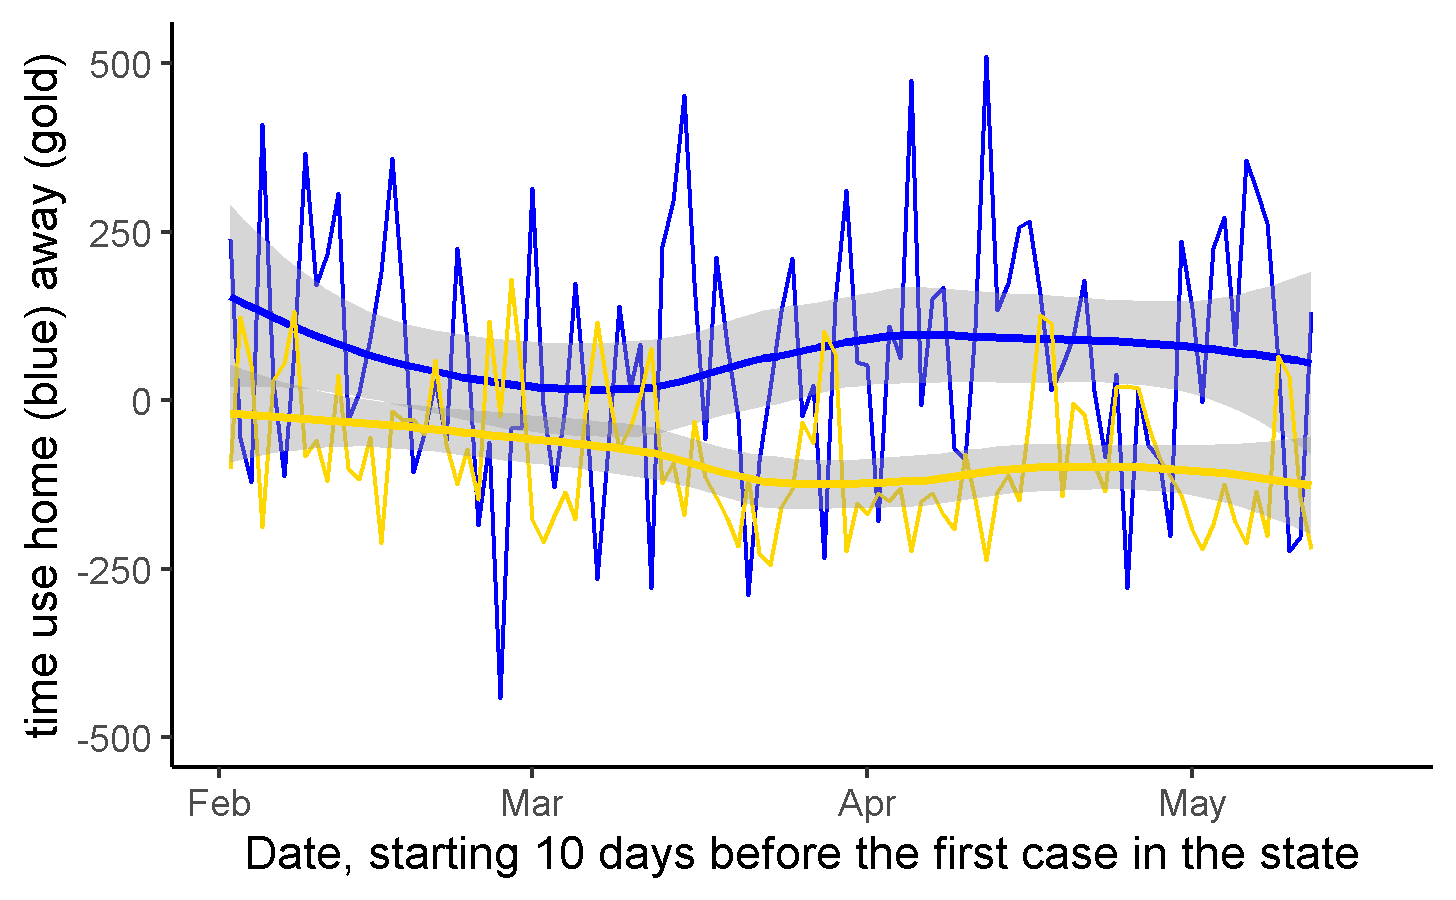 time use home (blue) away (gold)
500
250
0
-250
-500
Feb
Mar
Apr
May
Date, starting 10 days before the first case in the state